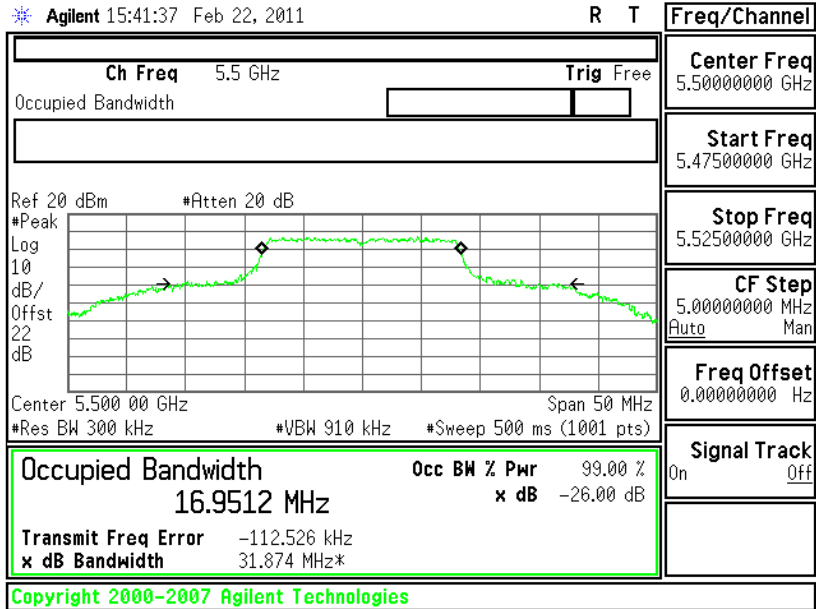 Agilent 15:41:37 Feb 22, 2011 R T
Ch Freq 5.5 GHz Trig Free
Occupied Bandwidth
Ref 20 dBm #Atten 20 dB
#Peak
Log
10
dB/
Offst
22
dB
Center 5.500 00 GHz Span 50 MHz
#Res BW 300 kHz #VBW 910 kHz #Sweep 500 ms (1001 pts)
Occupied Bandwidth Occ BW % Pwr 99.00 %
16.9512 MHz x dB -26.00 dB
Transmit Freq Error -112.526 kHz
x dB Bandwidth 31.874 MHz*
Copyright 2000-2007 Agilent Technologies
Freq/Channel
Center Freq
5.50000000 GHz
Start Freq
5.47500000 GHz
Stop Freq
5.52500000 GHz
CF Step
5.00000000 MHz
Auto Man
Freq Offset
0.00000000 Hz
Signal Track
On Off